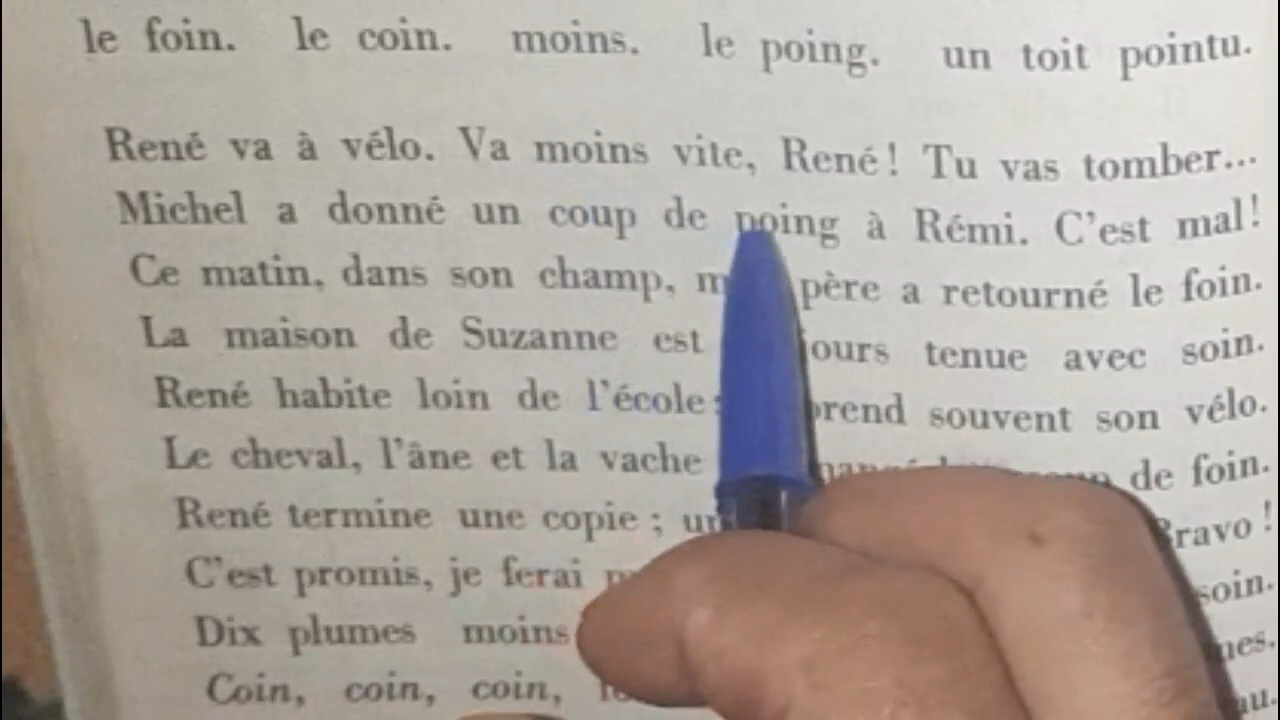 le foin. le coin. moins. le poing. un toit pointu.
René va à vélo. Va moins vite, René! Tu vas tomber...
Michel a donné un coup de poing à Rémi. C'est mal!
Ce matin, dans son champ, père a retourné le foin.
La maison de Suzanne est tenue avec soin.
René habite loin de l'école: prend souvent son vélo.
Le cheval, l'âne et la vache de foin.
René termine une copie; Bravo!
C'est promis, je ferai soin.
Dix plumes moins
Coin, coin, coin,